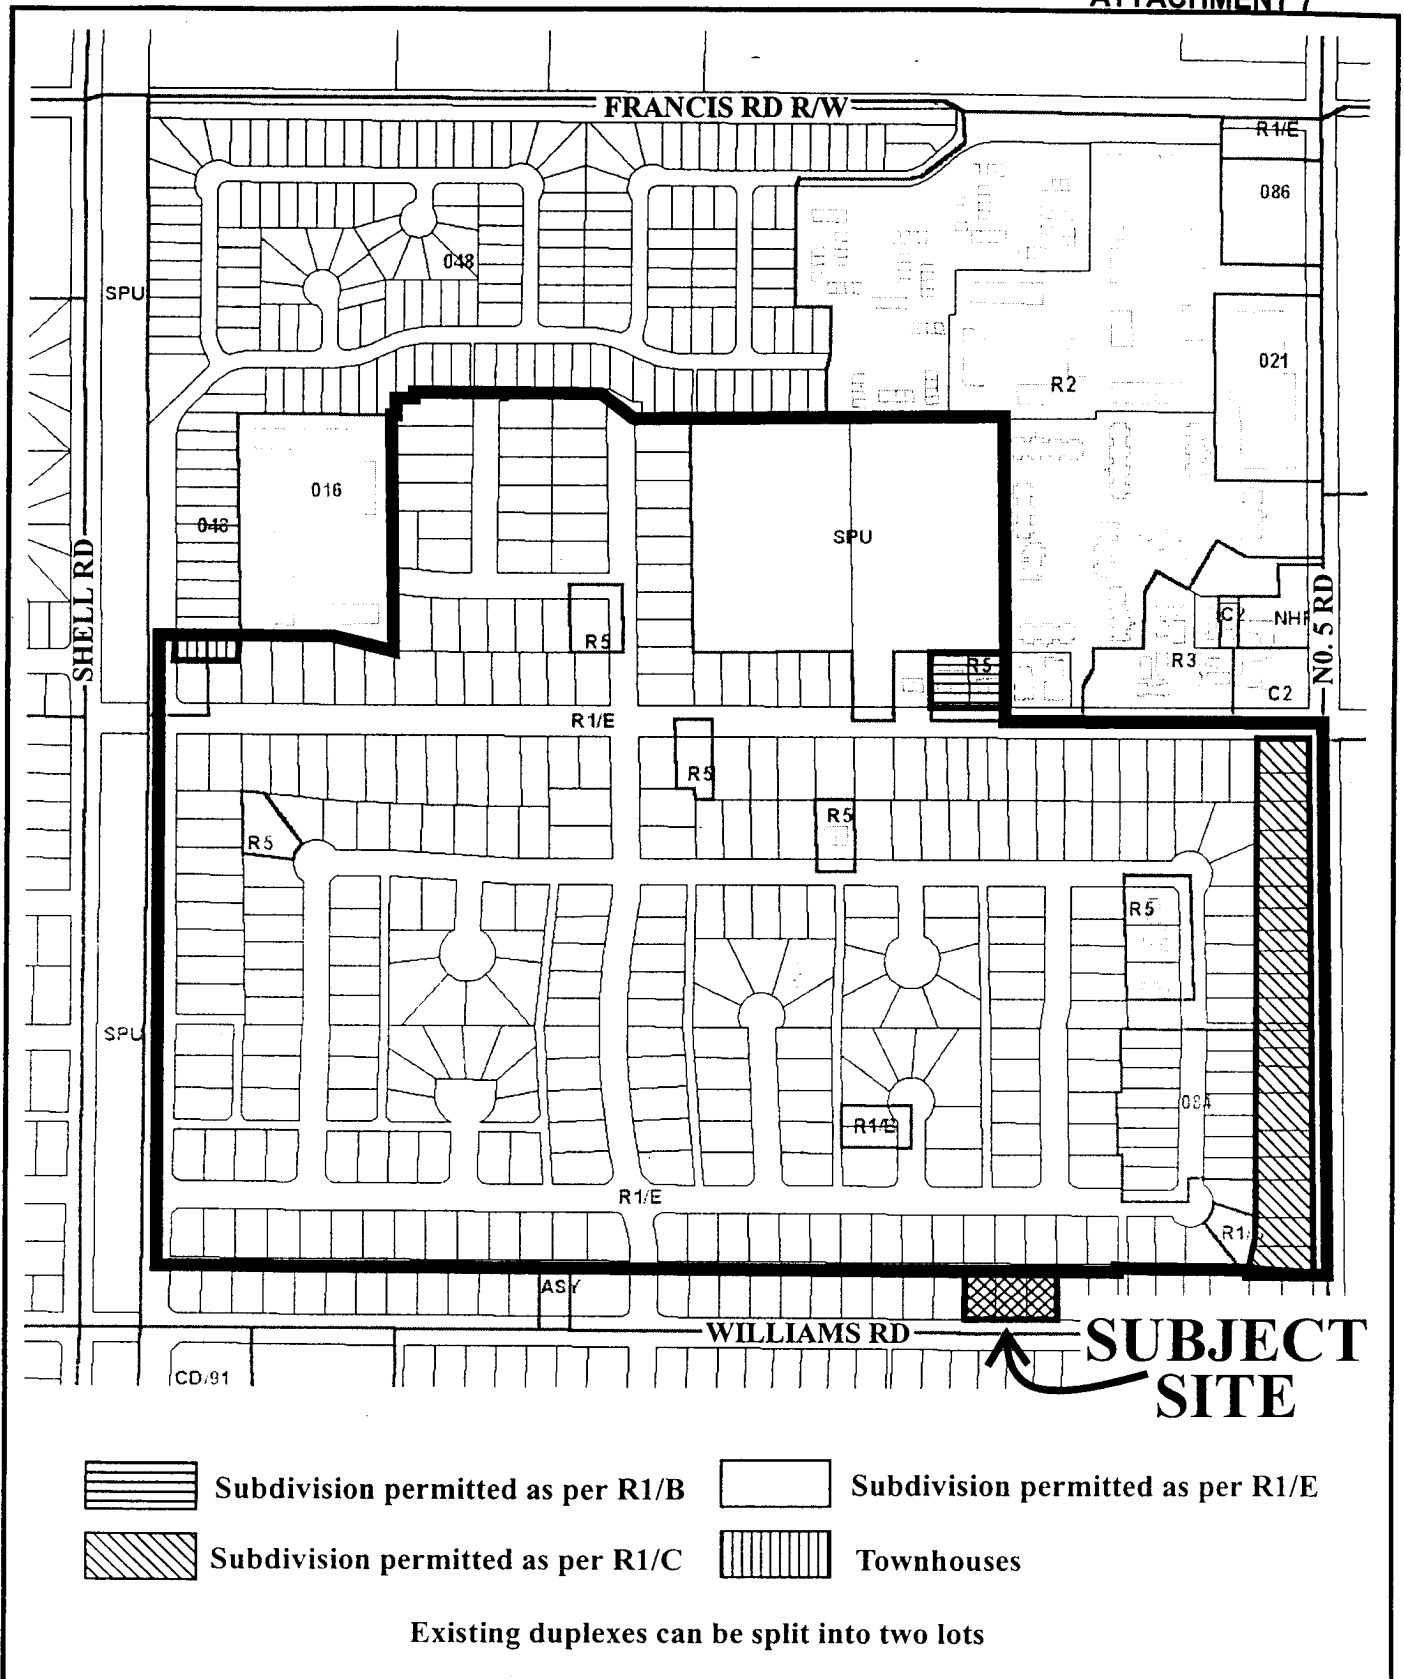 ATTACHMENT 7
FRANCIS RD R/W
R1/E
086
048
SPU
021
R2
016
SPU
048
SHELL RD
NO. 5 RD
C2
R5
R5
R3
C2
R1/E
R5
R5
R5
R5
SPU
084
R1/E
R1/E
ASY
WILLIAMS RD
SUBJECT
SITE
CD/91
Subdivision permitted as per R1/B
Subdivision permitted as per R1/E
Subdivision permitted as per R1/C
Townhouses
Existing duplexes can be split into two lots